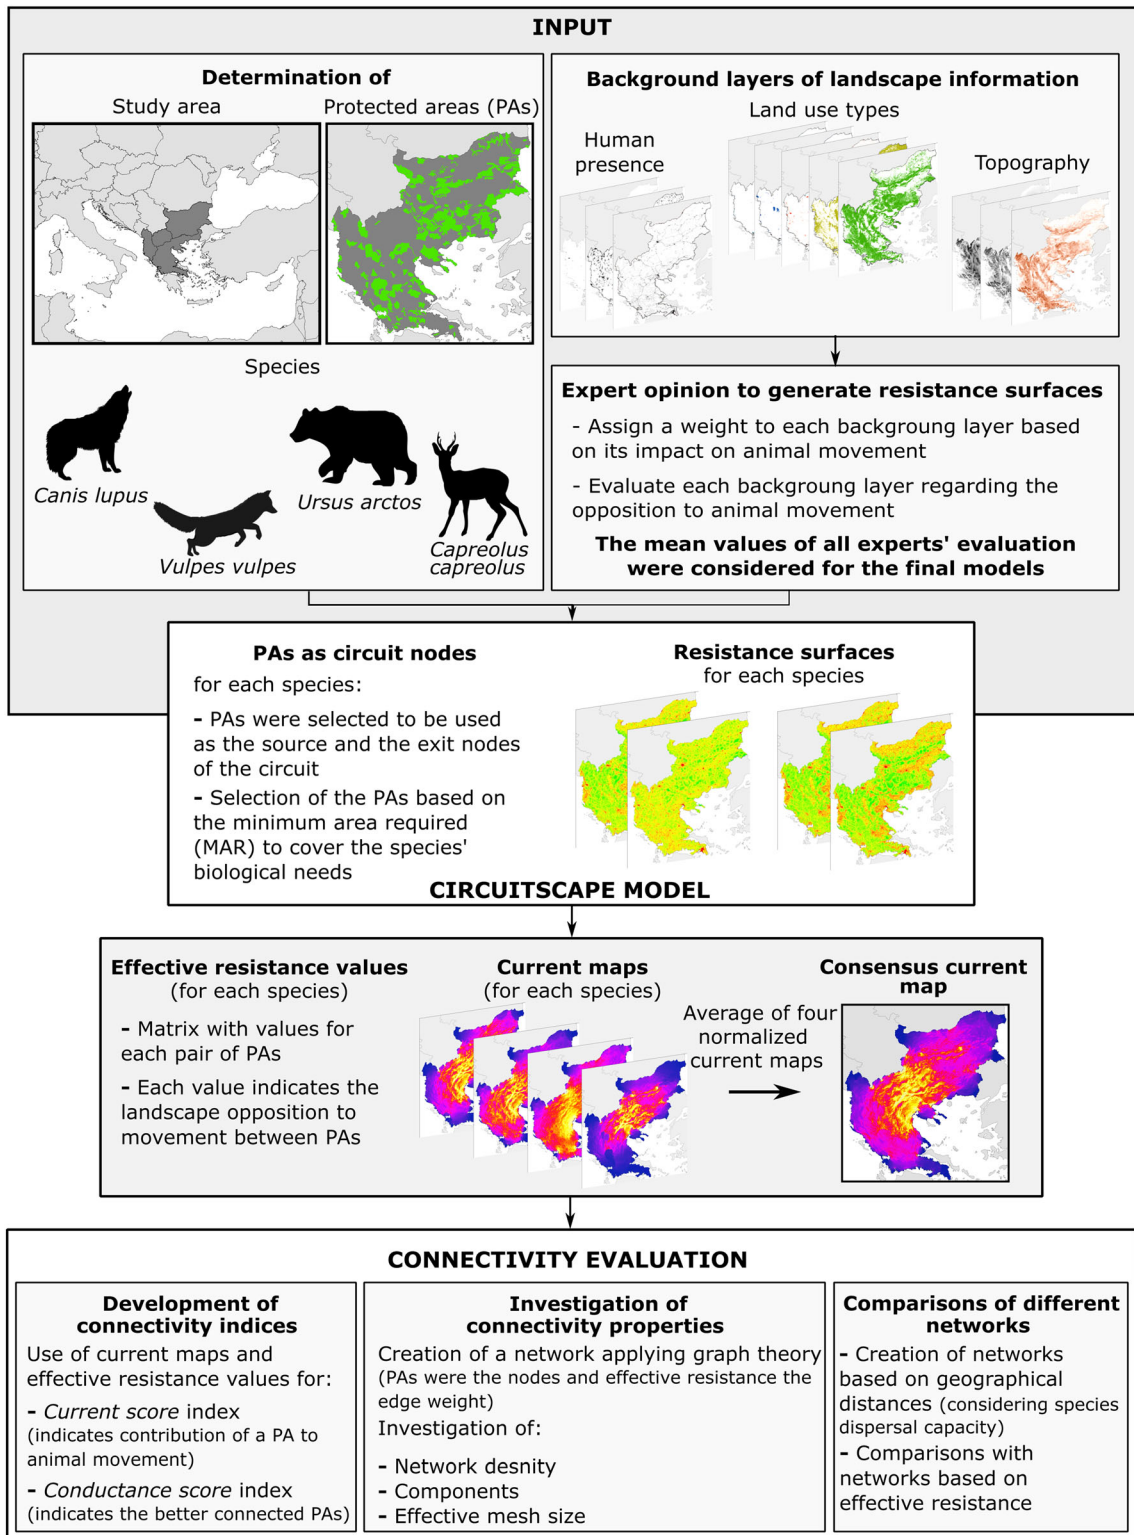 INPUT
Determination of
Study area
Protected areas (PAs)
Species
Canis lupus
Vulpes vulpes
Ursus arctos
Capreolus
capreolus
Background layers of landscape information
Land use types
Human
presence
Topography
Expert opinion to generate resistance surfaces
- Assign a weight to each backgroung layer based
on its impact on animal movement
- Evaluate each backgroung layer regarding the
opposition to animal movement
The mean values of all experts' evaluation
were considered for the final models
PAs as circuit nodes
for each species:
- PAs were selected to be used
as the source and the exit nodes
of the circuit
- Selection of the PAs based on
the minimum area required
(MAR) to cover the species'
biological needs
Resistance surfaces
for each species
CIRCUITSCAPE MODEL
Effective resistance values
(for each species)
- Matrix with values for
each pair of PAs
- Each value indicates the
landscape opposition to
movement between PAs
Current maps
(for each species)
Average of four
normalized
current maps
Consensus current
map
CONNECTIVITY EVALUATION
Development of
connectivity indices
Use of current maps and
effective resistance values for:
- Current score index
(indicates contribution of a PA to
animal movement)
- Conductance score index
(indicates the better connected PAs)
Investigation of
connectivity properties
Creation of a network applying graph theory
(PAs were the nodes and effective resistance the
edge weight)
Investigation of:
- Network desnity
- Components
- Effective mesh size
Comparisons of different
networks
- Creation of networks
based on geographical
distances (considering species
dispersal capacity)
- Comparisons with
networks based on
effective resistance